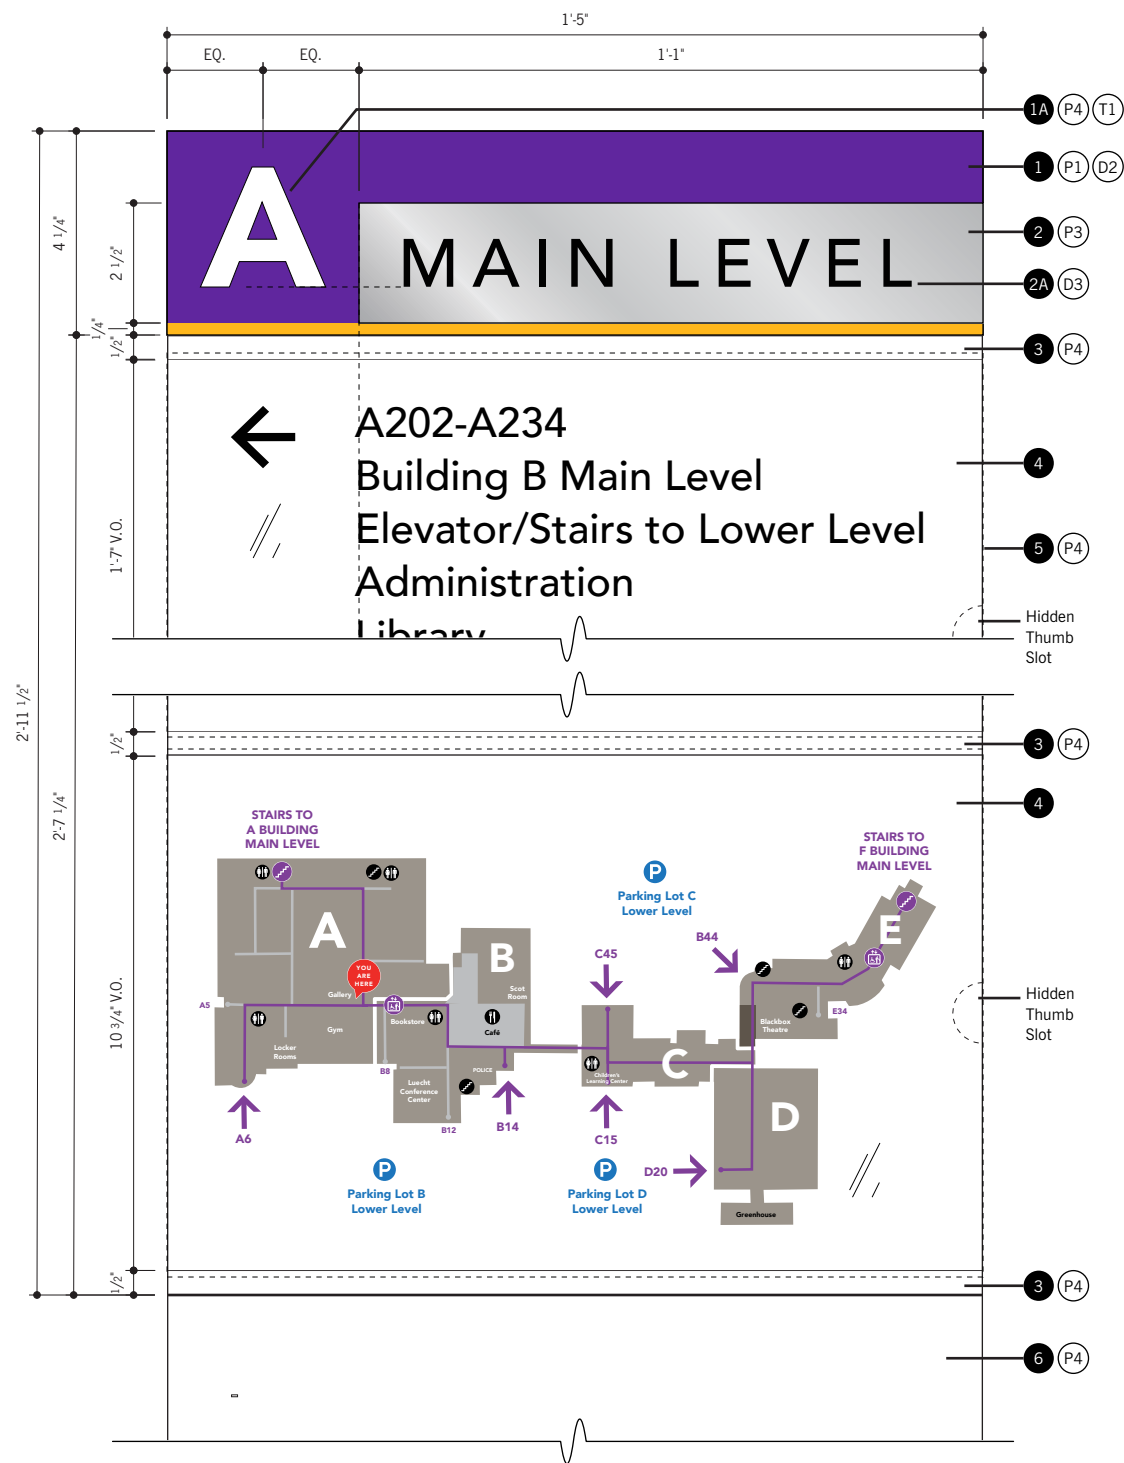 1'-5"
EQ.
EQ.
1'-1"
1A P4 T1
1 P1 D2
A
4 1/4"
2 1/2"
MAIN LEVEL
2 P3
2A D3
1/4"
1/2"
3 P4
A202-A234
Building B Main Level
Elevator/Stairs to Lower Level
Administration
Library
4
1'-7" V.O.
5 P4
Hidden
Thumb
Slot
2'-11 1/2"
1/2"
3 P4
2'-7 1/4"
4
STAIRS TO
A BUILDING
MAIN LEVEL
STAIRS TO
F BUILDING
MAIN LEVEL
P
Parking Lot C
Lower Level
A
B
E
B44
C45
YOU
ARE
HERE
Gallery
Scot
Room
A5
Bookstore
Café
Gym
Locker
Rooms
B8
POLICE
Luecht
Conference
Center
Children's
Learning Center
C
Blackbox
Theatre
E34
Hidden
Thumb
Slot
10 3/4" V.O.
A6
B12
B14
C15
D
D20
P
Parking Lot B
Lower Level
P
Parking Lot D
Lower Level
Greenhouse
1/2"
3 P4
6 P4